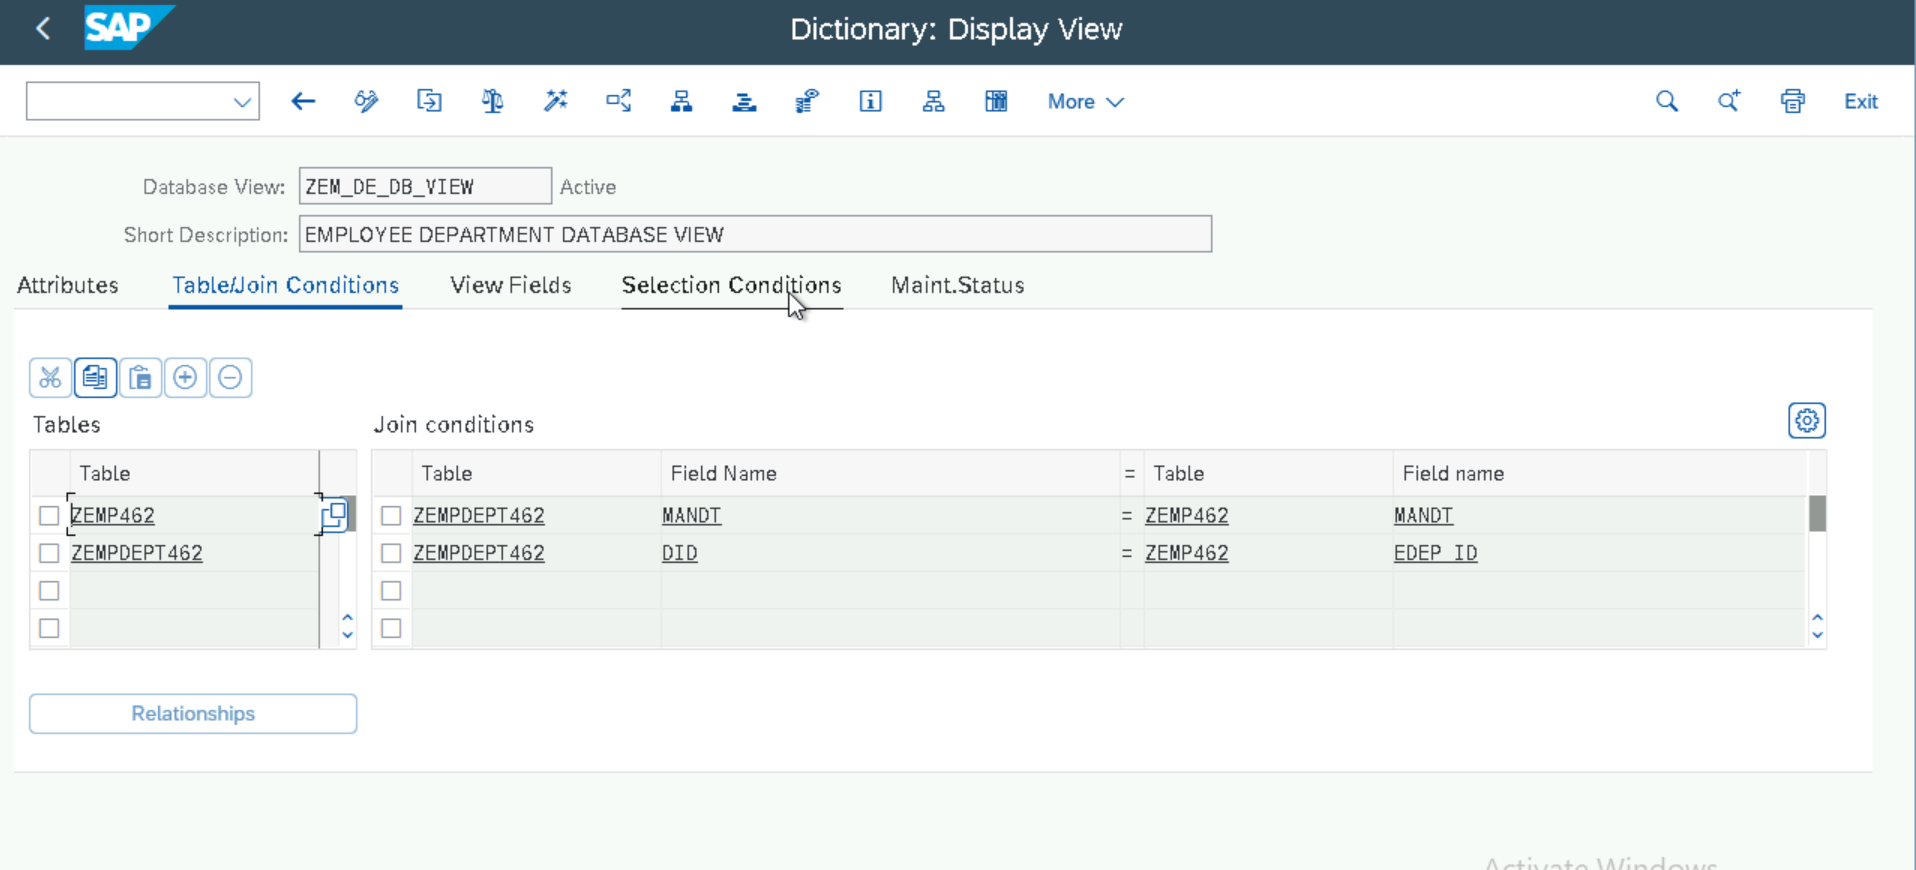 SAP
Dictionary: Display View
More
Exit
Database View: ZEM_DE_DB_VIEW Active
Short Description: EMPLOYEE DEPARTMENT DATABASE VIEW
Attributes Table/Join Conditions View Fields Selection Conditions Maint.Status
Tables
Join conditions
Table
Table Field Name = Table Field name
ZEMP462
ZEMPDEPT462 MANDT = ZEMP462 MANDT
ZEMPDEPT462
ZEMPDEPT462 DID = ZEMP462 EDEP_ID
Relationships
Activate Windows